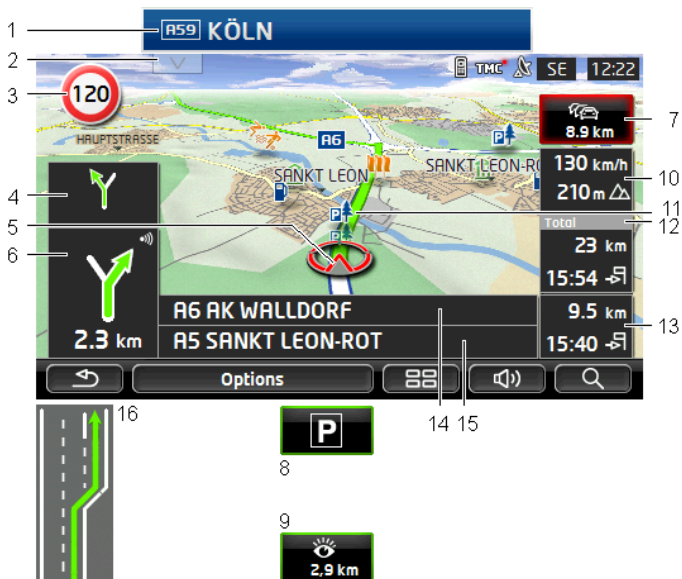 1
A59 KÖLN
2
TMC SE 12:22
3
120
HAUPTSTRASSE
A6
P
8.9 km
7
SANKT LEON
SANKT LEON-RO
130 km/h
10
210 m
4
P
11
5
P
Total
12
6
23 km
15:54
2.3 km
A6 AK WALLDORF
9.5 km
13
A5 SANKT LEON-ROT
15:40
Options
16
14
15
P
8
9
2,9 km